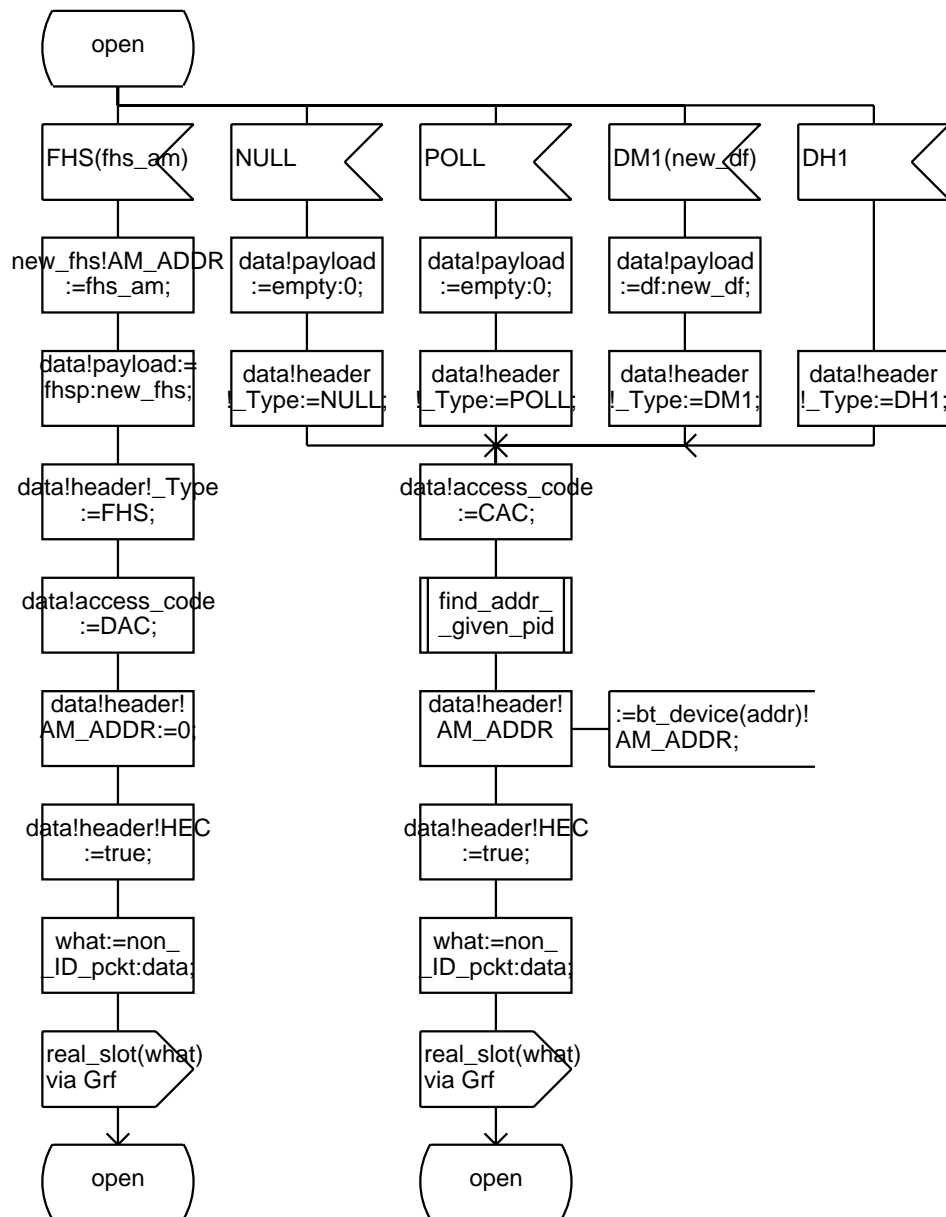 open
FHS(fhs_am)
NULL
POLL
DM1(new_df)
DH1
new_fhs!AM_ADDR
:=fhs_am;
data!payload
:=empty:0;
data!payload
:=empty:0;
data!payload
:=df:new_df;
data!payload:=
fhsp:new_fhs;
data!header
!_Type:=NULL;
data!header
!_Type:=POLL;
data!header
!_Type:=DM1;
data!header
!_Type:=DH1;
data!header!_Type
:=FHS;
data!access_code
:=CAC;
data!access_code
:=DAC;
find_addr_
_given_pid
data!header!
AM_ADDR:=0;
data!header!
AM_ADDR
:=bt_device(addr)!
AM_ADDR;
data!header!HEC
:=true;
data!header!HEC
:=true;
what:=non_
_ID_pckt:data;
what:=non_
_ID_pckt:data;
real_slot(what)
via Grf
real_slot(what)
via Grf
open
open